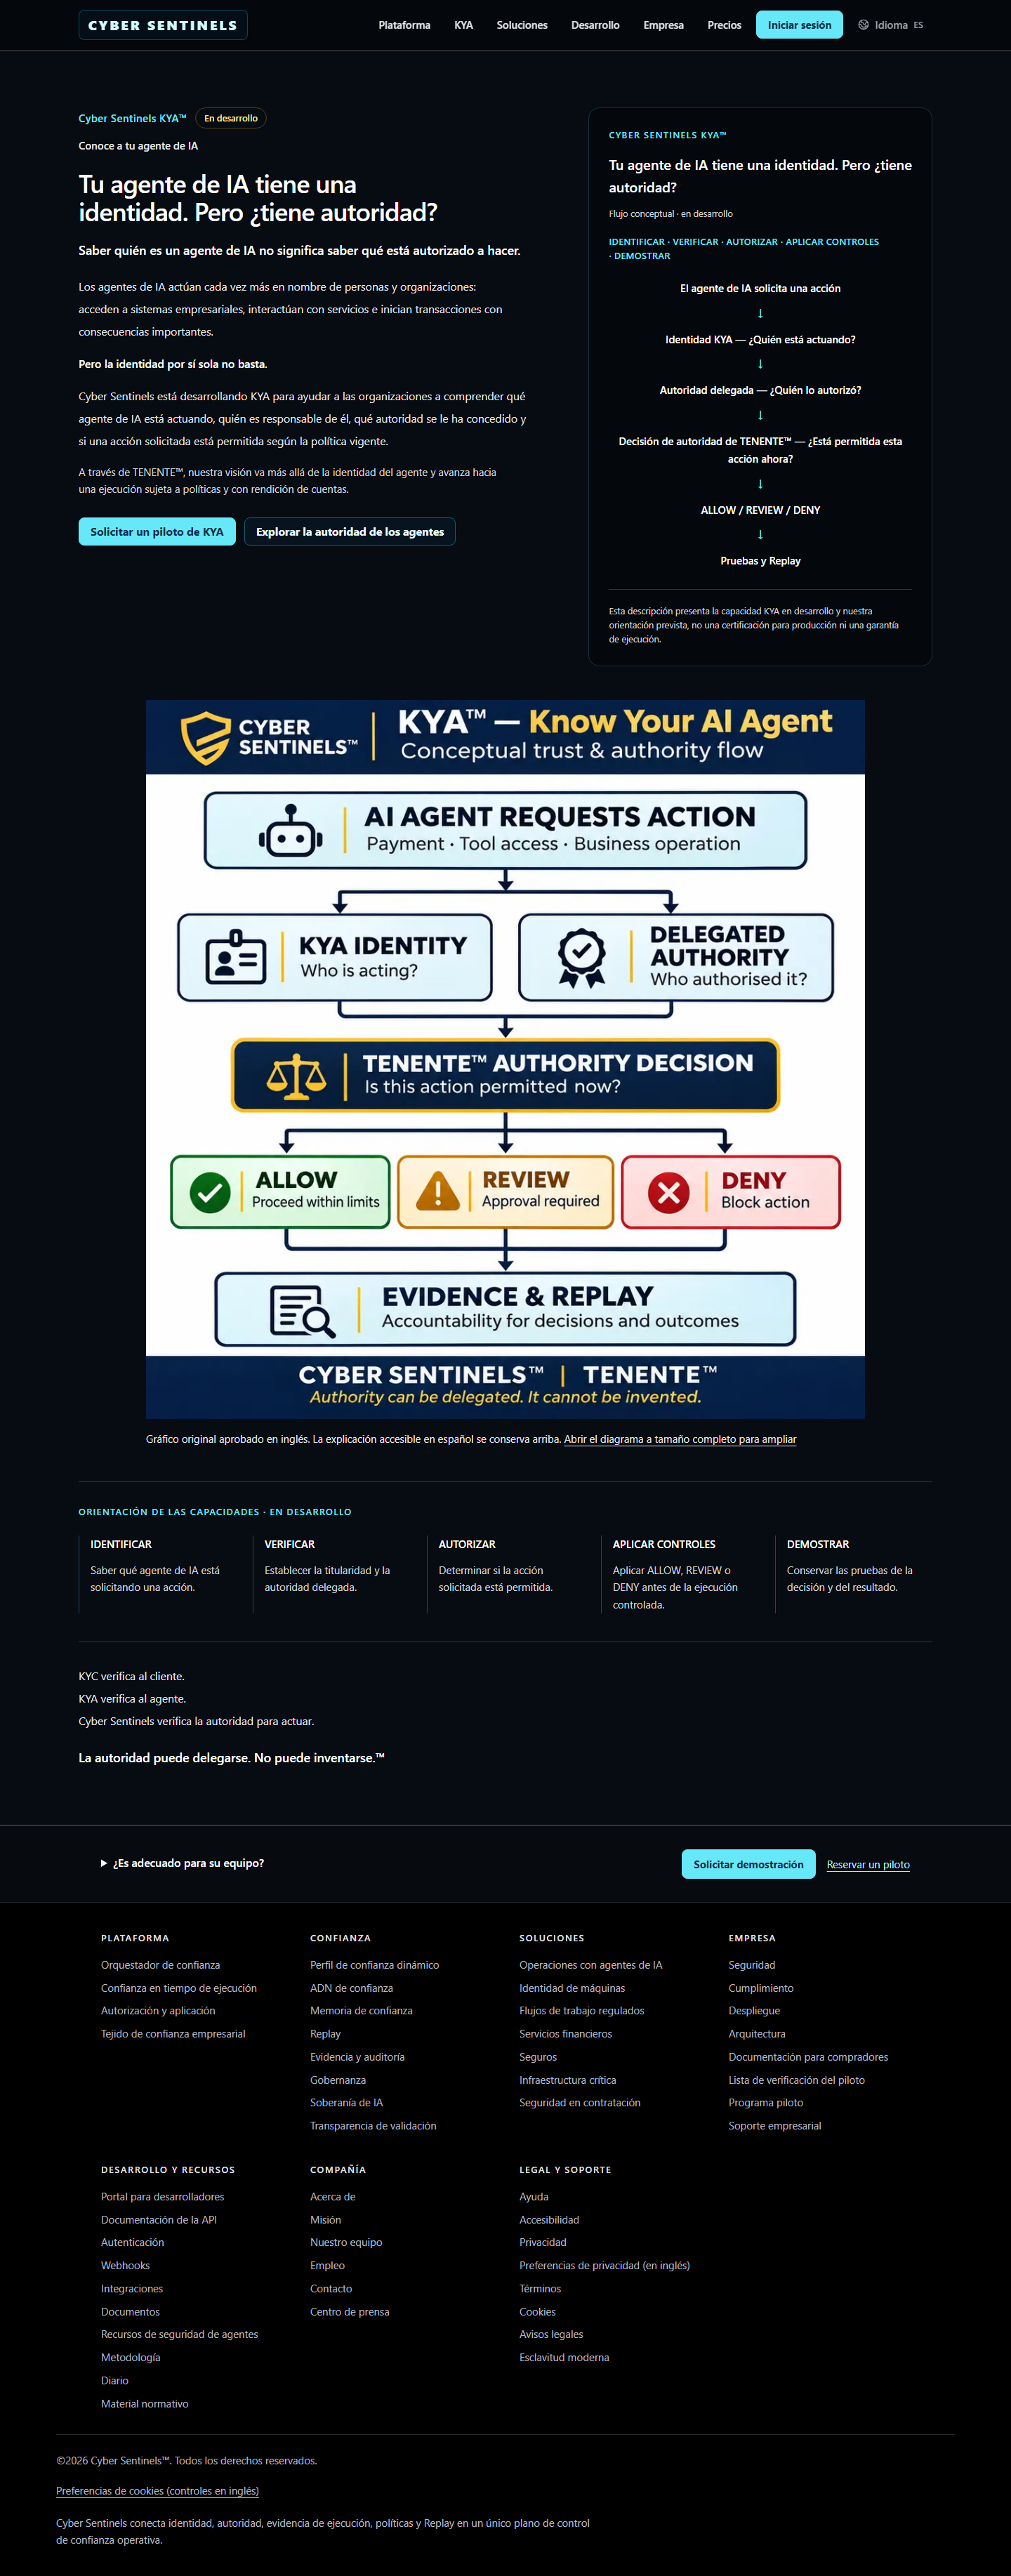 CYBER SENTINELS
Plataforma
KYA
Soluciones
Desarrollo
Empresa
Precios
Iniciar sesión
Idioma ES
Cyber Sentinels KYA™
En desarrollo
Conoce a tu agente de IA
Tu agente de IA tiene una
identidad. Pero ¿tiene autoridad?
Saber quién es un agente de IA no significa saber qué está autorizado a hacer.
Los agentes de IA actúan cada vez más en nombre de personas y organizaciones:
acceden a sistemas empresariales, interactúan con servicios e inician transacciones con
consecuencias importantes.
Pero la identidad por sí sola no basta.
Cyber Sentinels está desarrollando KYA para ayudar a las organizaciones a comprender qué
agente de IA está actuando, quién es responsable de él, qué autoridad se le ha concedido y
si una acción solicitada está permitida según la política vigente.
A través de TENENTE™, nuestra visión va más allá de la identidad del agente y avanza hacia
una ejecución sujeta a políticas y con rendición de cuentas.
Solicitar un piloto de KYA
Explorar la autoridad de los agentes
CYBER SENTINELS KYA™
Tu agente de IA tiene una identidad. Pero ¿tiene
autoridad?
Flujo conceptual · en desarrollo
IDENTIFICAR · VERIFICAR · AUTORIZAR · APLICAR CONTROLES
· DEMOSTRAR
El agente de IA solicita una acción
↓
Identidad KYA — ¿Quién está actuando?
↓
Autoridad delegada — ¿Quién lo autorizó?
↓
Decisión de autoridad de TENENTE™ — ¿Está permitida esta
acción ahora?
↓
ALLOW / REVIEW / DENY
↓
Pruebas y Replay
Esta descripción presenta la capacidad KYA en desarrollo y nuestra
orientación prevista, no una certificación para producción ni una garantía
de ejecución.
CYBER
SENTINELS™
KYA™ — Know Your AI Agent
Conceptual trust & authority flow
AI AGENT REQUESTS ACTION
Payment · Tool access · Business operation
KYA IDENTITY
Who is acting?
DELEGATED
AUTHORITY
Who authorised it?
TENENTE™ AUTHORITY DECISION
Is this action permitted now?
ALLOW
Proceed within limits
REVIEW
Approval required
DENY
Block action
EVIDENCE & REPLAY
Accountability for decisions and outcomes
CYBER SENTINELS™ | TENENTE™
Authority can be delegated. It cannot be invented.
Gráfico original aprobado en inglés. La explicación accesible en español se conserva arriba. Abrir el diagrama a tamaño completo para ampliar
ORIENTACIÓN DE LAS CAPACIDADES · EN DESARROLLO
IDENTIFICAR
Saber qué agente de IA está
solicitando una acción.
VERIFICAR
Establecer la titularidad y la
autoridad delegada.
AUTORIZAR
Determinar si la acción
solicitada está permitida.
APLICAR CONTROLES
Aplicar ALLOW, REVIEW o
DENY antes de la ejecución
controlada.
DEMOSTRAR
Conservar las pruebas de la
decisión y del resultado.
KYC verifica al cliente.
KYA verifica al agente.
Cyber Sentinels verifica la autoridad para actuar.
La autoridad puede delegarse. No puede inventarse.™
¿Es adecuado para su equipo?
Solicitar demostración
Reservar un piloto
PLATAFORMA
Orquestador de confianza
Confianza en tiempo de ejecución
Autorización y aplicación
Tejido de confianza empresarial
CONFIANZA
Perfil de confianza dinámico
ADN de confianza
Memoria de confianza
Replay
Evidencia y auditoría
Gobernanza
Soberanía de IA
Transparencia de validación
SOLUCIONES
Operaciones con agentes de IA
Identidad de máquinas
Flujos de trabajo regulados
Servicios financieros
Seguros
Infraestructura crítica
Seguridad en contratación
EMPRESA
Seguridad
Cumplimiento
Despliegue
Arquitectura
Documentación para compradores
Lista de verificación del piloto
Programa piloto
Soporte empresarial
DESARROLLO Y RECURSOS
Portal para desarrolladores
Documentación de la API
Autenticación
Webhooks
Integraciones
Documentos
Recursos de seguridad de agentes
Metodología
Diario
Material normativo
COMPAÑÍA
Acerca de
Misión
Nuestro equipo
Empleo
Contacto
Centro de prensa
LEGAL Y SOPORTE
Ayuda
Accesibilidad
Privacidad
Preferencias de privacidad (en inglés)
Términos
Cookies
Avisos legales
Esclavitud moderna
©2026 Cyber Sentinels™. Todos los derechos reservados.
Preferencias de cookies (controles en inglés)
Cyber Sentinels conecta identidad, autoridad, evidencia de ejecución, políticas y Replay en un único plano de control
de confianza operativa.